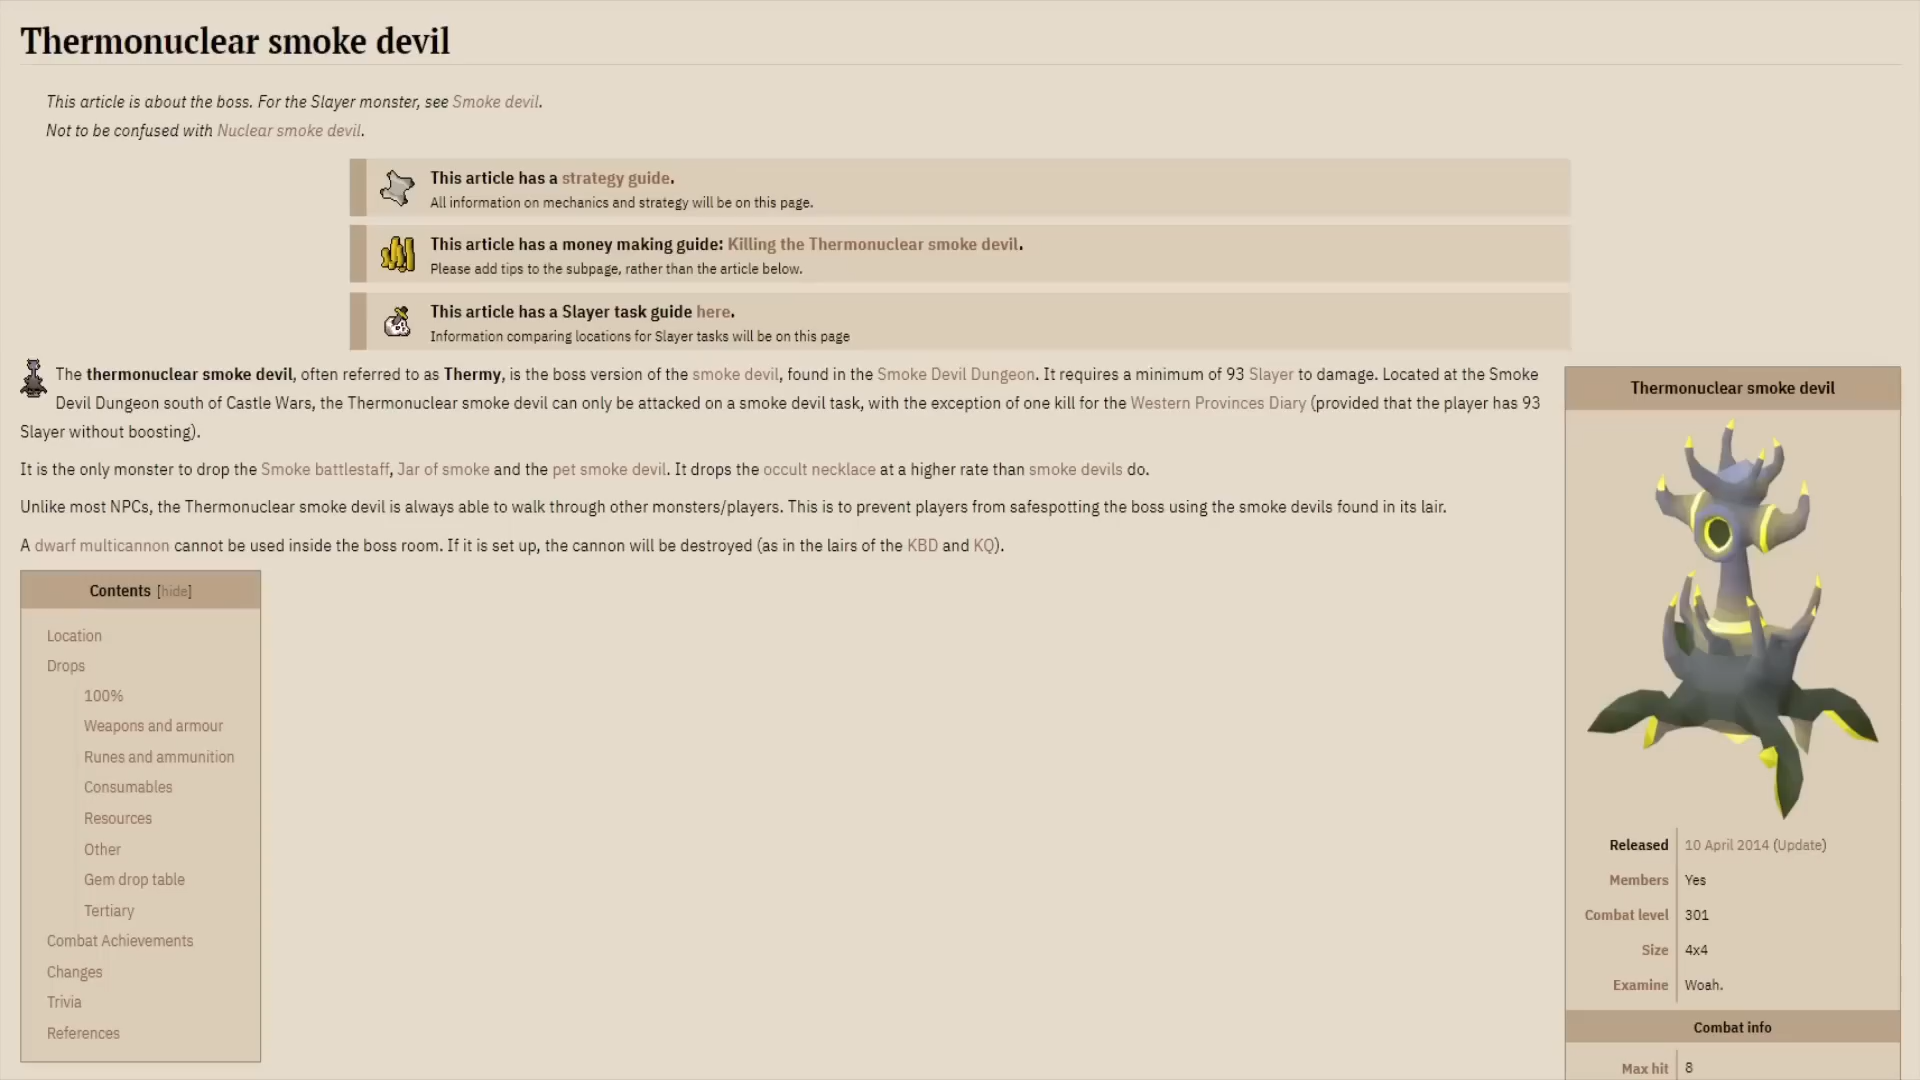 Thermonuclear smoke devil
This article is about the boss. For the Slayer monster, see Smoke devil.
Not to be confused with Nuclear smoke devil.
This article has a strategy guide.
All information on mechanics and strategy will be on this page.
This article has a money making guide: Killing the Thermonuclear smoke devil.
Please add tips to the subpage, rather than the article below.
This article has a Slayer task guide here.
Information comparing locations for Slayer tasks will be on this page
The thermonuclear smoke devil, often referred to as Thermy, is the boss version of the smoke devil, found in the Smoke Devil Dungeon. It requires a minimum of 93 Slayer to damage. Located at the Smoke
Devil Dungeon south of Castle Wars, the Thermonuclear smoke devil can only be attacked on a smoke devil task, with the exception of one kill for the Western Provinces Diary (provided that the player has 93
Slayer without boosting).
It is the only monster to drop the Smoke battlestaff, Jar of smoke and the pet smoke devil. It drops the occult necklace at a higher rate than smoke devils do.
Unlike most NPCs, the Thermonuclear smoke devil is always able to walk through other monsters/players. This is to prevent players from safespotting the boss using the smoke devils found in its lair.
A dwarf multicannon cannot be used inside the boss room. If it is set up, the cannon will be destroyed (as in the lairs of the KBD and KQ).
Contents [hide]
Location
Drops
100%
Weapons and armour
Runes and ammunition
Consumables
Resources
Other
Gem drop table
Tertiary
Combat Achievements
Changes
Trivia
References
Thermonuclear smoke devil
Released 10 April 2014 (Update)
Members Yes
Combat level 301
Size 4x4
Examine Woah.
Combat info
Max hit 8